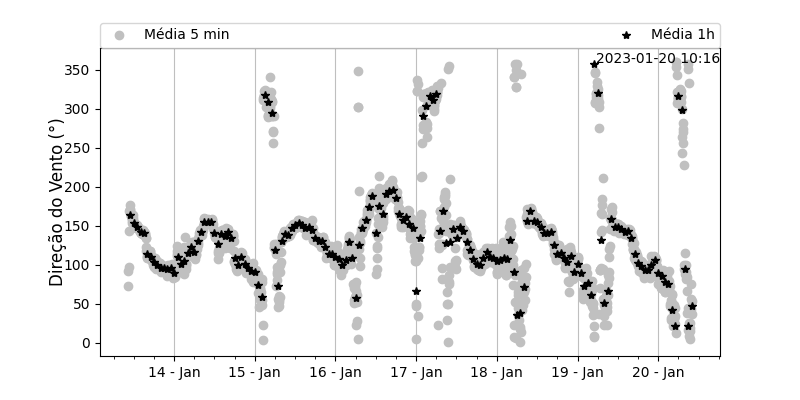 Média 5 min
Média 1h
2023-01-20 10:16
Direção do Vento (°)
350
300
250
200
150
100
50
0
14 - Jan
15 - Jan
16 - Jan
17 - Jan
18 - Jan
19 - Jan
20 - Jan